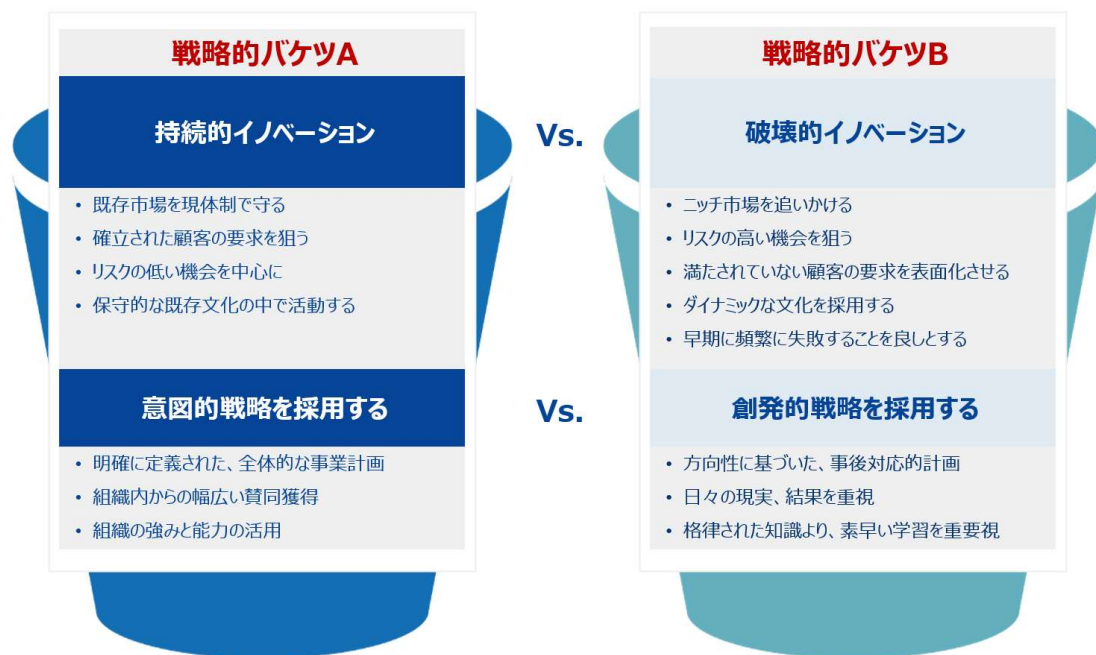 戦略的バケツA
持続的イノベーション
• 既存市場を現体制で守る
• 確立された顧客の要求を狙う
• リスクの低い機会を中心に
• 保守的な既存文化の中で活動する
意図的戦略を採用する
• 明確に定義された、全体的な事業計画
• 組織内からの幅広い賛同獲得
• 組織の強みと能力の活用
Vs.
Vs.
戦略的バケツB
破壊的イノベーション
• ニッチ市場を追いかける
• リスクの高い機会を狙う
• 満たされていない顧客の要求を表面化させる
• ダイナミックな文化を採用する
• 早期に頻繁に失敗することを良しとする
創発的戦略を採用する
• 方向性に基づいた、事後対応的計画
• 日々の現実、結果を重視
• 格律された知識より、素早い学習を重要視